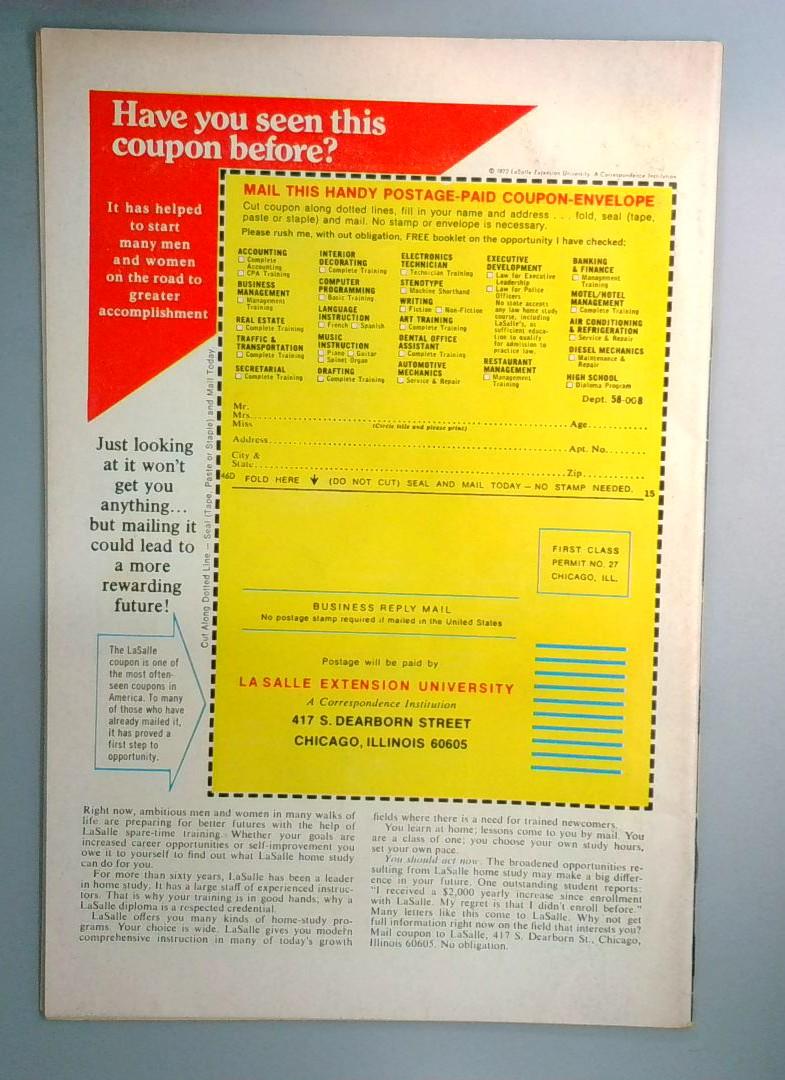 Have you seen this
coupon before?
It has helped
to start
many men
and women
on the road to
greater
accomplishment
© 1972 LaSalle Extension University A Correspondence Institution
MAIL THIS HANDY POSTAGE-PAID COUPON-ENVELOPE
Cut coupon along dotted lines, fill in your name and address . . . fold, seal (tape,
paste or staple) and mail. No stamp or envelope is necessary.
Please rush me, with out obligation, FREE booklet on the opportunity I have checked:
ACCOUNTING
Complete
Accounting
CPA Training
BUSINESS
MANAGEMENT
Management
Training
REAL ESTATE
Complete Training
TRAFFIC &
TRANSPORTATION
Complete Training
SECRETARIAL
Complete Training
INTERIOR
DECORATING
Complete Training
COMPUTER
PROGRAMMING
Basic Training
LANGUAGE
INSTRUCTION
French Spanish
MUSIC
INSTRUCTION
Piano Guitar
Spinet Organ
DRAFTING
Complete Training
ELECTRONICS
TECHNICIAN
Technician Training
STENOTYPE
Machine Shorthand
WRITING
Fiction Non-Fiction
ART TRAINING
Complete Training
DENTAL OFFICE
ASSISTANT
Complete Training
AUTOMOTIVE
MECHANICS
Service & Repair
EXECUTIVE
DEVELOPMENT
Law for Executive
Leadership
Law for Police
Officers
No state accepts
any law home study
course, including
LaSalle's, as
sufficient educa-
tion to qualify
for admission to
practice law.
RESTAURANT
MANAGEMENT
Management
Training
BANKING
& FINANCE
Management
Training
MOTEL/HOTEL
MANAGEMENT
Complete Training
AIR CONDITIONING
& REFRIGERATION
Service & Repair
DIESEL MECHANICS
Maintenance &
Repair
HIGH SCHOOL
Diploma Program
Dept. 58-008
Mr.
Mrs.
Miss (Circle title and please print) Age
Address Apt. No.
City &
State Zip
46D FOLD HERE (DO NOT CUT) SEAL AND MAIL TODAY – NO STAMP NEEDED. 15
Cut Along Dotted Line — Seal (Tape, Paste or Staple) and Mail Today
Just looking
at it won't
get you
anything...
but mailing it
could lead to
a more
rewarding
future!
The LaSalle
coupon is one of
the most often-
seen coupons in
America. To many
of those who have
already mailed it,
it has proved a
first step to
opportunity.
FIRST CLASS
PERMIT NO. 27
CHICAGO, ILL.
BUSINESS REPLY MAIL
No postage stamp required if mailed in the United States
Postage will be paid by
LA SALLE EXTENSION UNIVERSITY
A Correspondence Institution
417 S. DEARBORN STREET
CHICAGO, ILLINOIS 60605
Right now, ambitious men and women in many walks of
life are preparing for better futures with the help of
LaSalle spare-time training. Whether your goals are
increased career opportunities or self-improvement you
owe it to yourself to find out what LaSalle home study
can do for you.
For more than sixty years, LaSalle has been a leader
in home study. It has a large staff of experienced instruc-
tors. That is why your training is in good hands; why a
LaSalle diploma is a respected credential.
LaSalle offers you many kinds of home-study pro-
grams. Your choice is wide. LaSalle gives you modern
comprehensive instruction in many of today's growth
fields where there is a need for trained newcomers.
You learn at home; lessons come to you by mail. You
are a class of one; you choose your own study hours,
set your own pace.
You should act now. The broadened opportunities re-
sulting from LaSalle home study may make a big differ-
ence in your future. One outstanding student reports:
"I received a $2,000 yearly increase since enrollment
with LaSalle. My regret is that I didn't enroll before."
Many letters like this come to LaSalle. Why not get
full information right now on the field that interests you?
Mail coupon to LaSalle, 417 S. Dearborn St., Chicago,
Illinois 60605. No obligation.